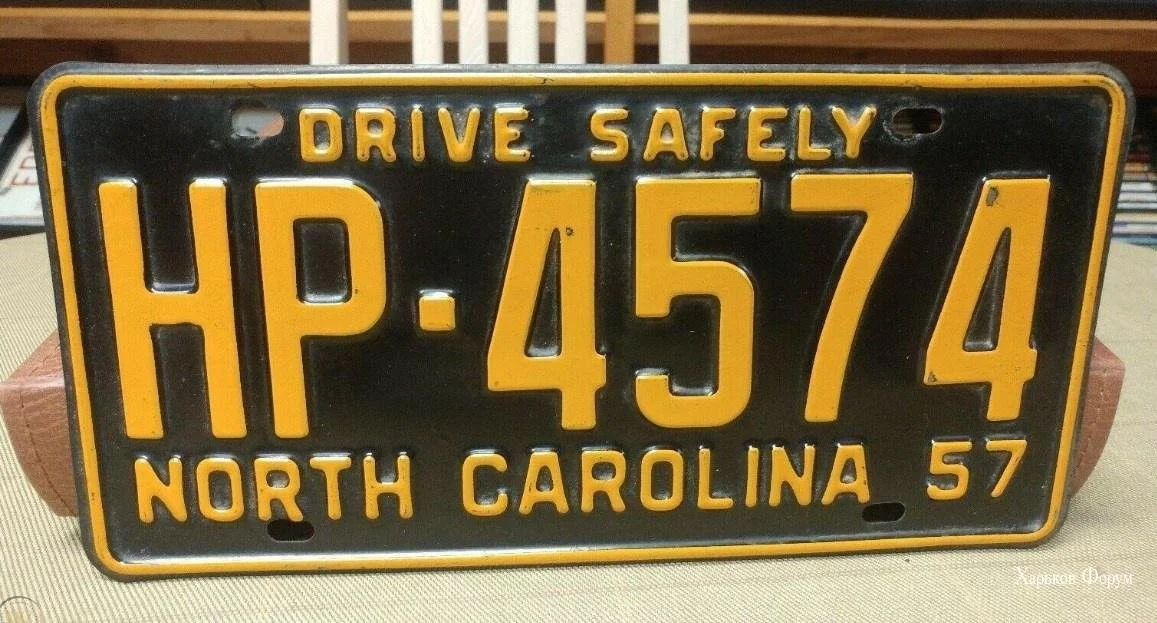 DRIVE SAFELY
HP·4574
NORTH CAROLINA 57
Харьков Форум